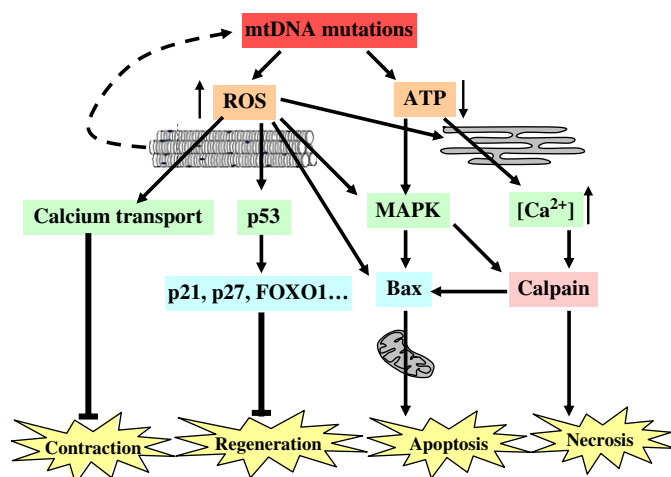 mtDNA mutations
ROS
ATP
Calcium transport
p53
MAPK
[Ca²⁺]
p21, p27, FOXO1…
Bax
Calpain
Contraction
Regeneration
Apoptosis
Necrosis